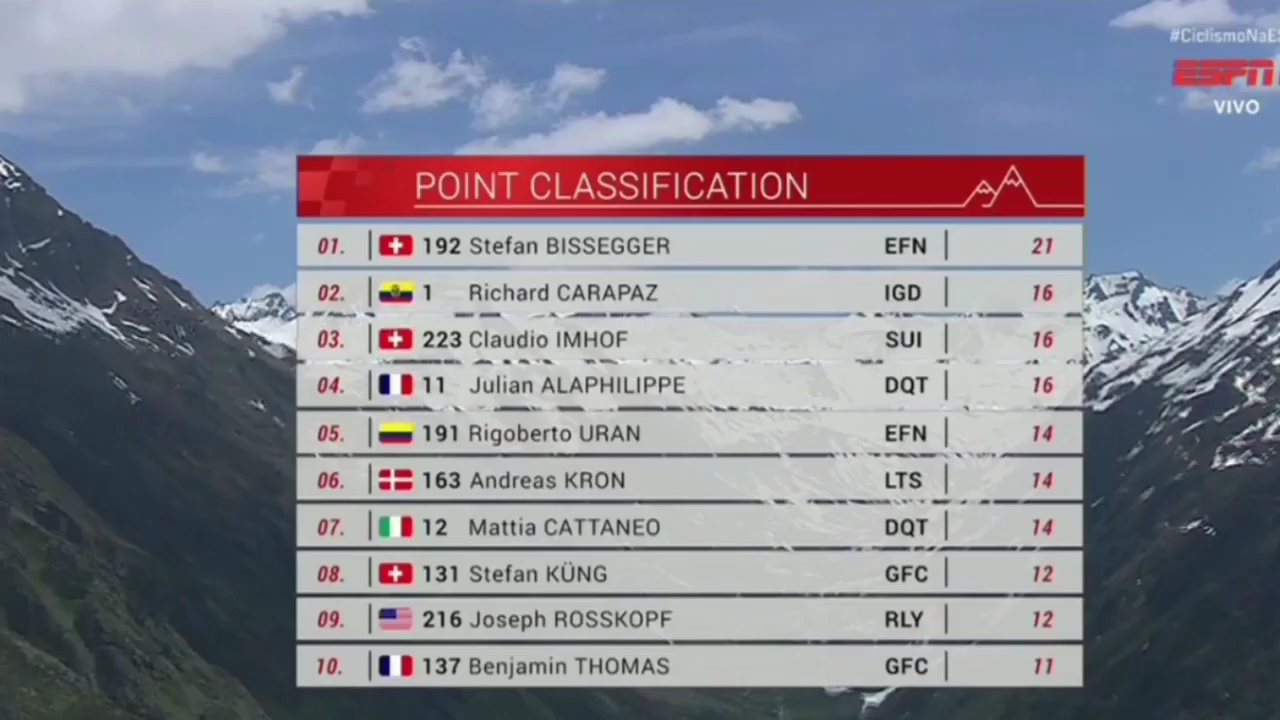 #CiclismoNaES
ESPN
VIVO
POINT CLASSIFICATION
01. 192 Stefan BISSEGGER EFN 21
02. 1 Richard CARAPAZ IGD 16
03. 223 Claudio IMHOF SUI 16
04. 11 Julian ALAPHILIPPE DQT 16
05. 191 Rigoberto URAN EFN 14
06. 163 Andreas KRON LTS 14
07. 12 Mattia CATTANEO DQT 14
08. 131 Stefan KÜNG GFC 12
09. 216 Joseph ROSSKOPF RLY 12
10. 137 Benjamin THOMAS GFC 11